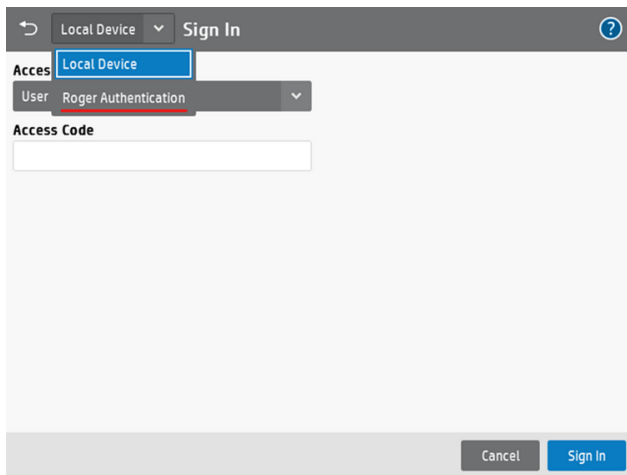 Local Device Sign In ?
Local Device
Acces
User
Roger Authentication
Access Code
Cancel Sign In